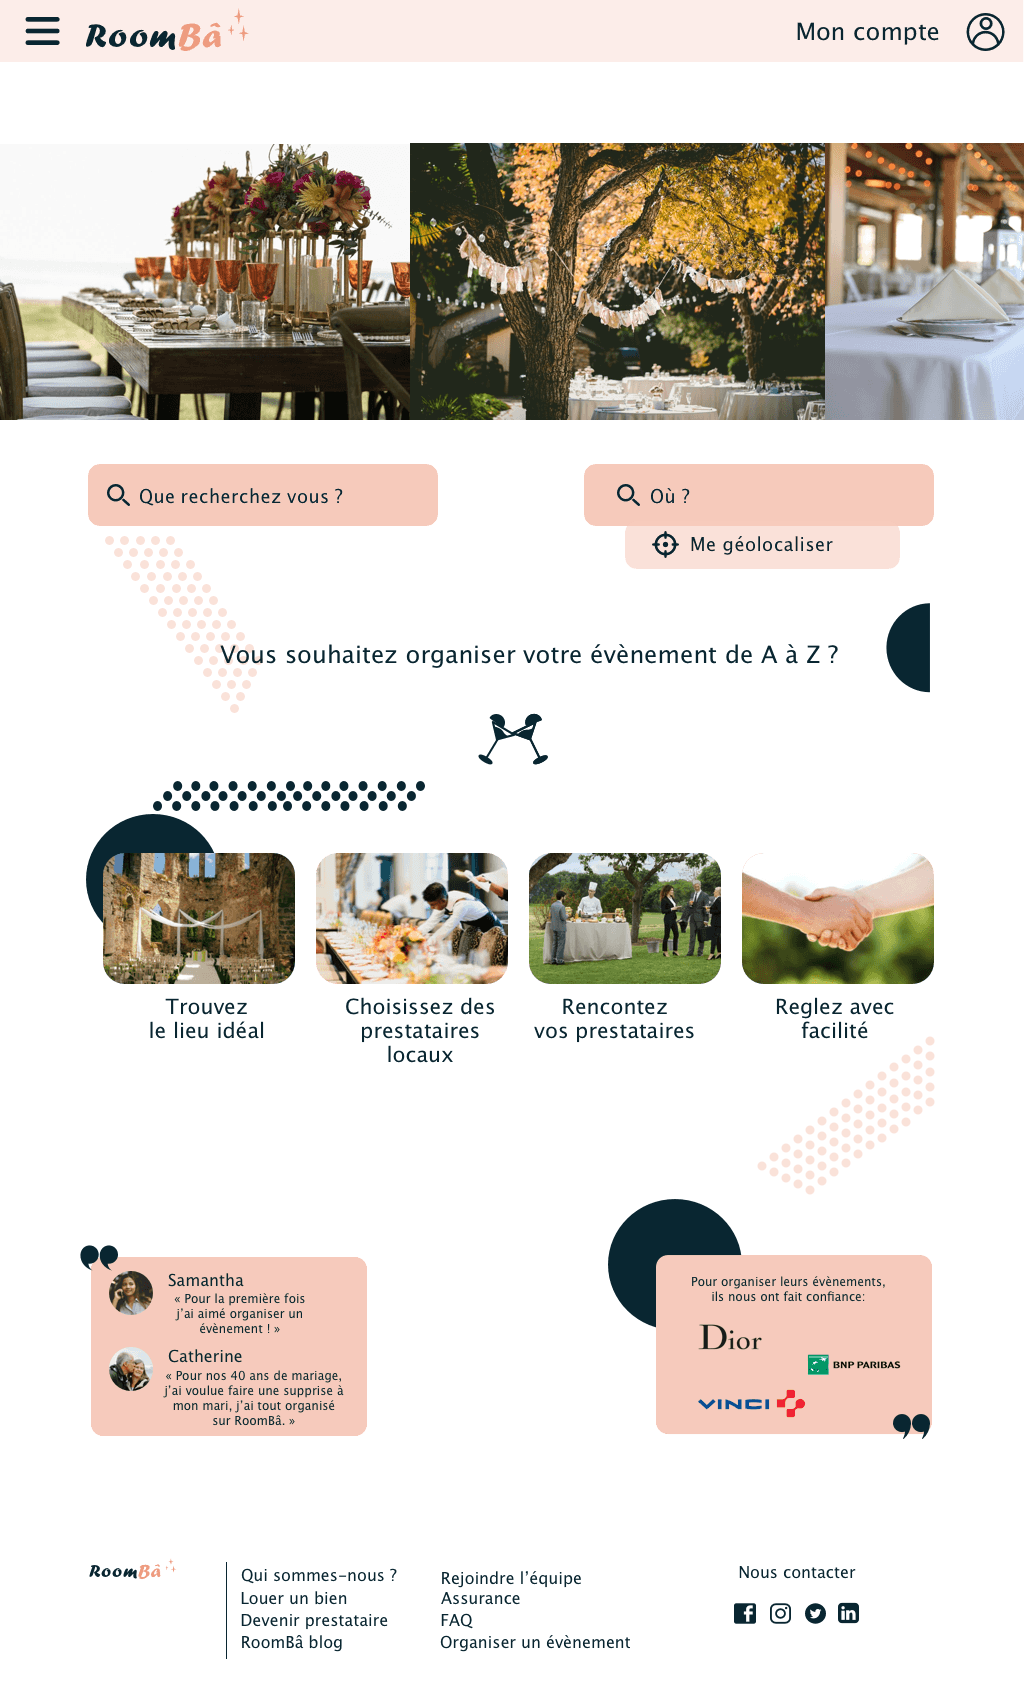 RoomBâ
Mon compte
Que recherchez vous ?
Où ?
Me géolocaliser
Vous souhaitez organiser votre évènement de A à Z ?
Trouvez
le lieu idéal
Choisissez des
prestataires
locaux
Rencontez
vos prestataires
Reglez avec
facilité
Samantha
« Pour la première fois
j'ai aimé organiser un
évènement ! »
Catherine
« Pour nos 40 ans de mariage,
j'ai voulue faire une supprise à
mon mari, j'ai tout organisé
sur RoomBâ. »
Pour organiser leurs évènements,
ils nous ont fait confiance:
Dior
BNP PARIBAS
VINCI
RoomBâ
Qui sommes-nous ?
Louer un bien
Devenir prestataire
RoomBâ blog
Rejoindre l'équipe
Assurance
FAQ
Organiser un évènement
Nous contacter